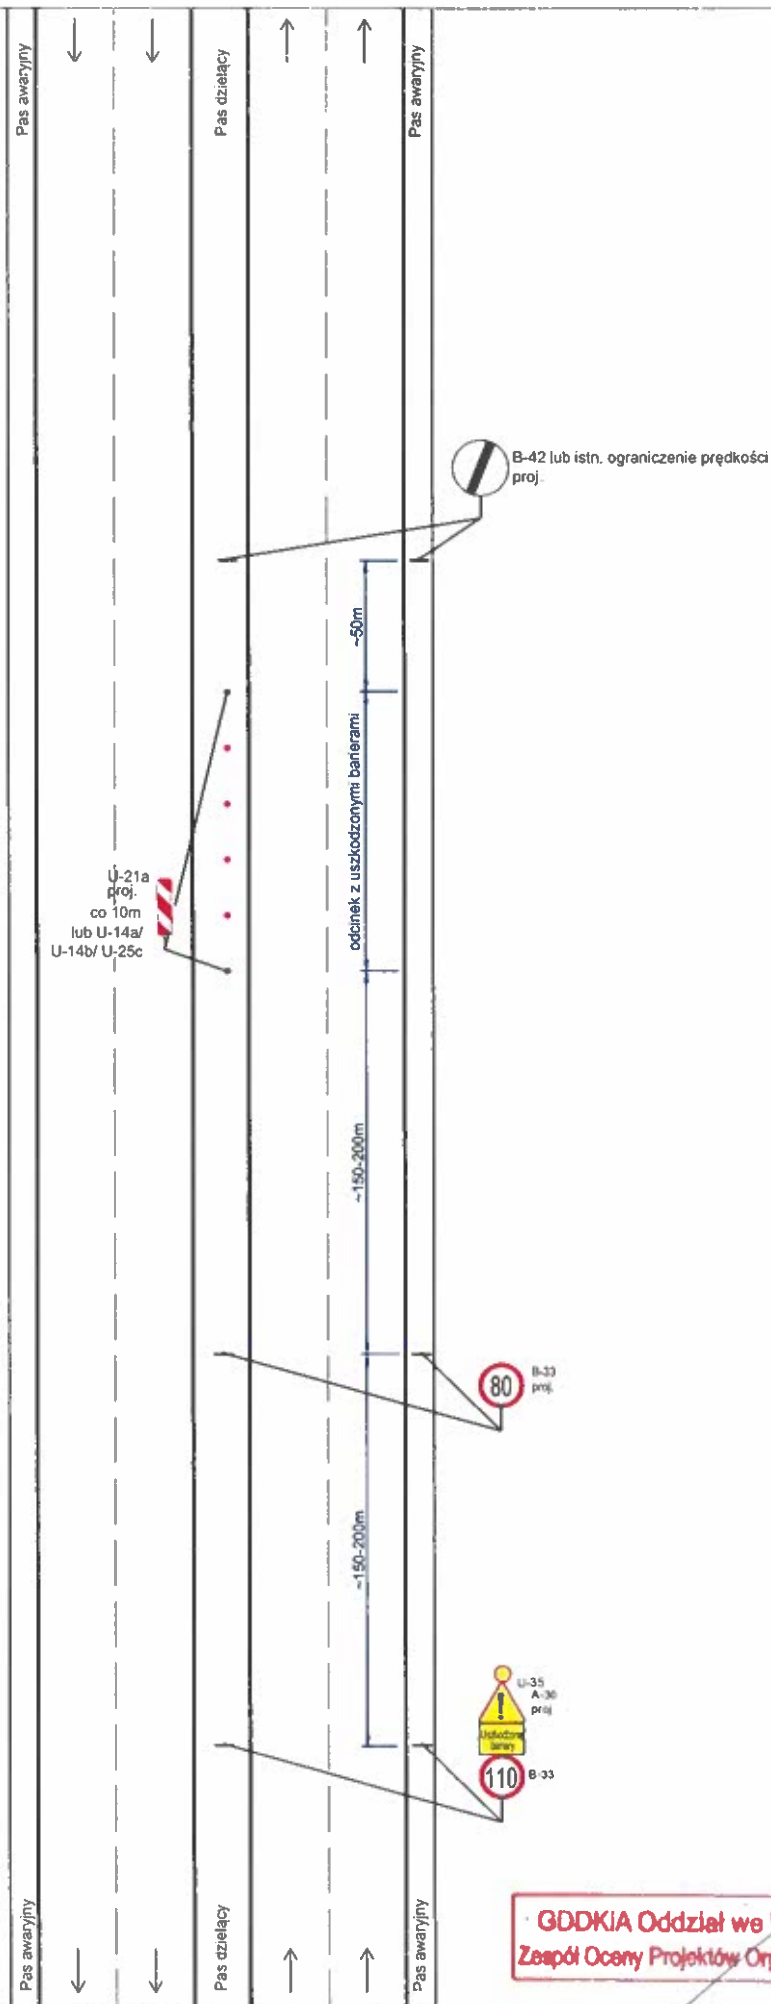 Pas awaryjny
Pas dzielący
Pas awaryjny
B-42 lub istn. ograniczenie prędkości
proj.
~50m
odcinek z uszkodzonymi barierami
U-21a
proj.
co 10m
lub U-14a/
U-14b/ U-25c
~150-200m
80
B-33
proj.
~150-200m
U-35
A-30
proj
!
Uszkodzone
bariery
110
B-33
Pas awaryjny
Pas dzielący
Pas awaryjny
GDDKiA Oddział we
Zespół Oceny Projektów